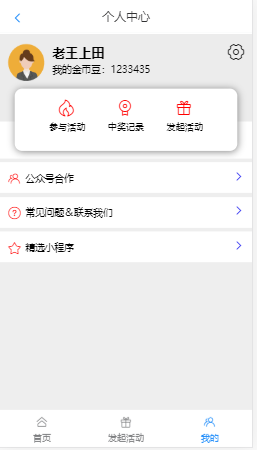 个人中心
老王上田
我的金币豆：1233435
参与活动 中奖记录 发起活动
公众号合作
常见问题&联系我们
精选小程序
首页 发起活动 我的